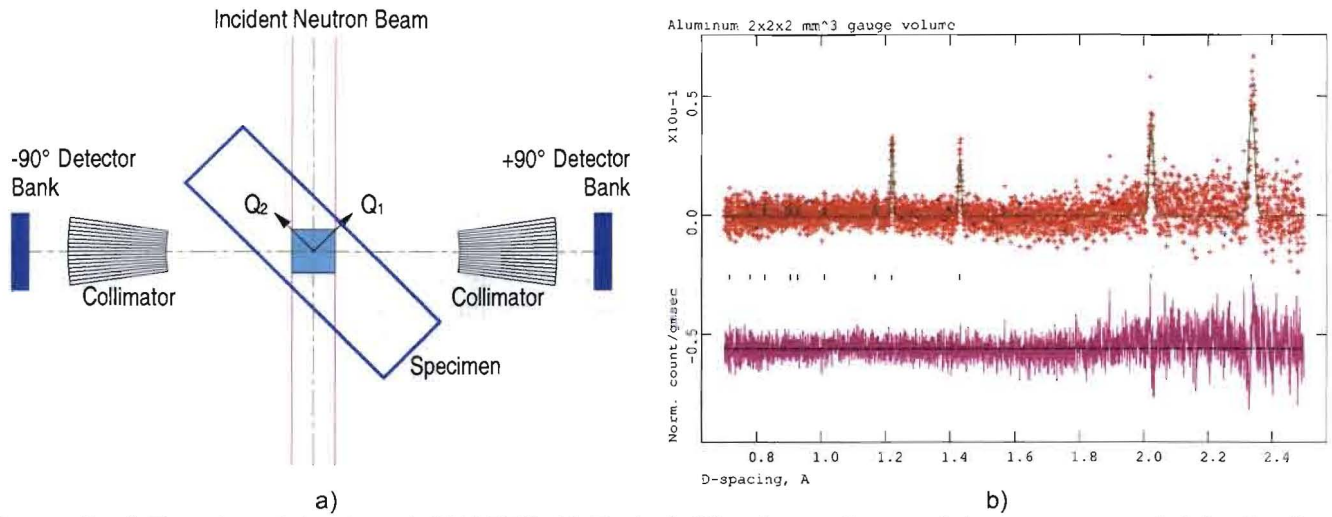 Incident Neutron Beam
-90° Detector
Bank
+90° Detector
Bank
Q2
Q1
Collimator
Collimator
Specimen
a)
Aluminum 2x2x2 mm^3 gauge volume
X10u-1
Norm. count/gmsec
0.5
0.0
-0.5
0.8 1.0 1.2 1.4 1.6 1.8 2.0 2.2 2.4
D-spacing, A
b)